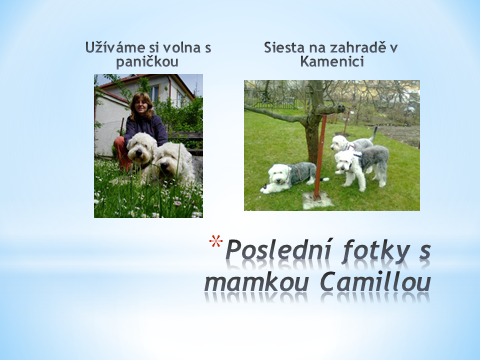 Užíváme si volna s
paničkou
Siesta na zahradě v
Kamenici
*Poslední fotky s
mamkou Camillou